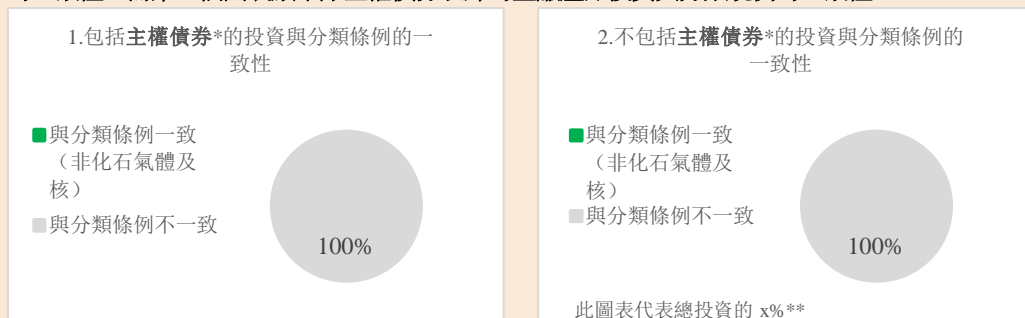 1.包括主權債券*的投資與分類條例的一
致性
與分類條例一致
（非化石氣體及
核）
與分類條例不一致
100%
2.不包括主權債券*的投資與分類條例的
一致性
與分類條例一致
（非化石氣體及
核）
與分類條例不一致
100%
此圖表代表總投資的 x%**